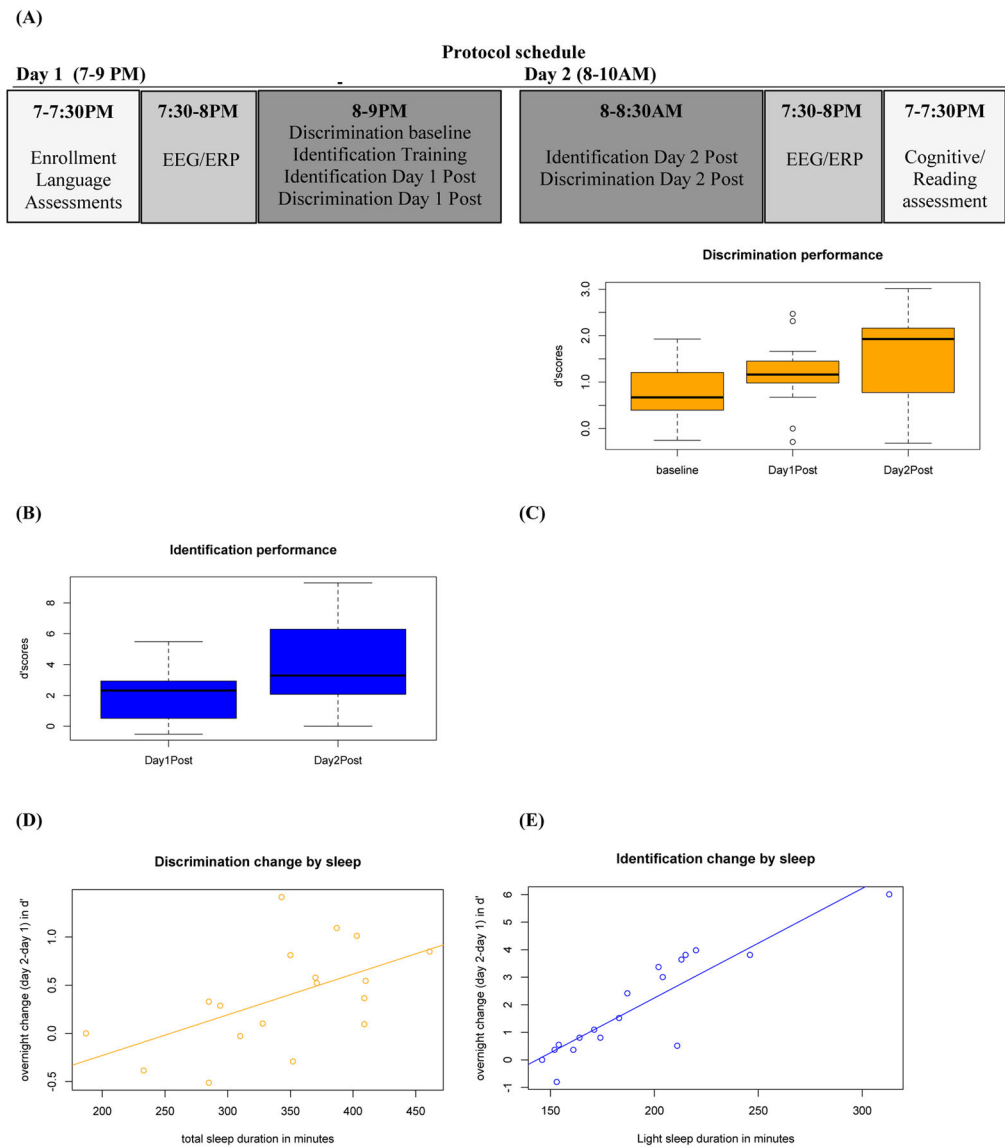 (A)
Protocol schedule
Day 1 (7-9 PM)
-
Day 2 (8-10AM)
7-7:30PM
Enrollment
Language
Assessments
7:30-8PM
EEG/ERP
8-9PM
Discrimination baseline
Identification Training
Identification Day 1 Post
Discrimination Day 1 Post
8-8:30AM
Identification Day 2 Post
Discrimination Day 2 Post
7:30-8PM
EEG/ERP
7-7:30PM
Cognitive/
Reading
assessment
Discrimination performance
d'scores
3.0
2.0
1.0
0.0
baseline
Day1Post
Day2Post
(B)
Identification performance
d'scores
8
6
4
2
0
Day1Post
Day2Post
(C)
(D)
Discrimination change by sleep
overnight change (day 2-day 1) in d'
1.0
0.5
0.0
-0.5
200
250
300
350
400
450
total sleep duration in minutes
(E)
Identification change by sleep
overnight change (day 2-day 1) in d'
6
5
4
3
2
1
0
-1
150
200
250
300
Light sleep duration in minutes